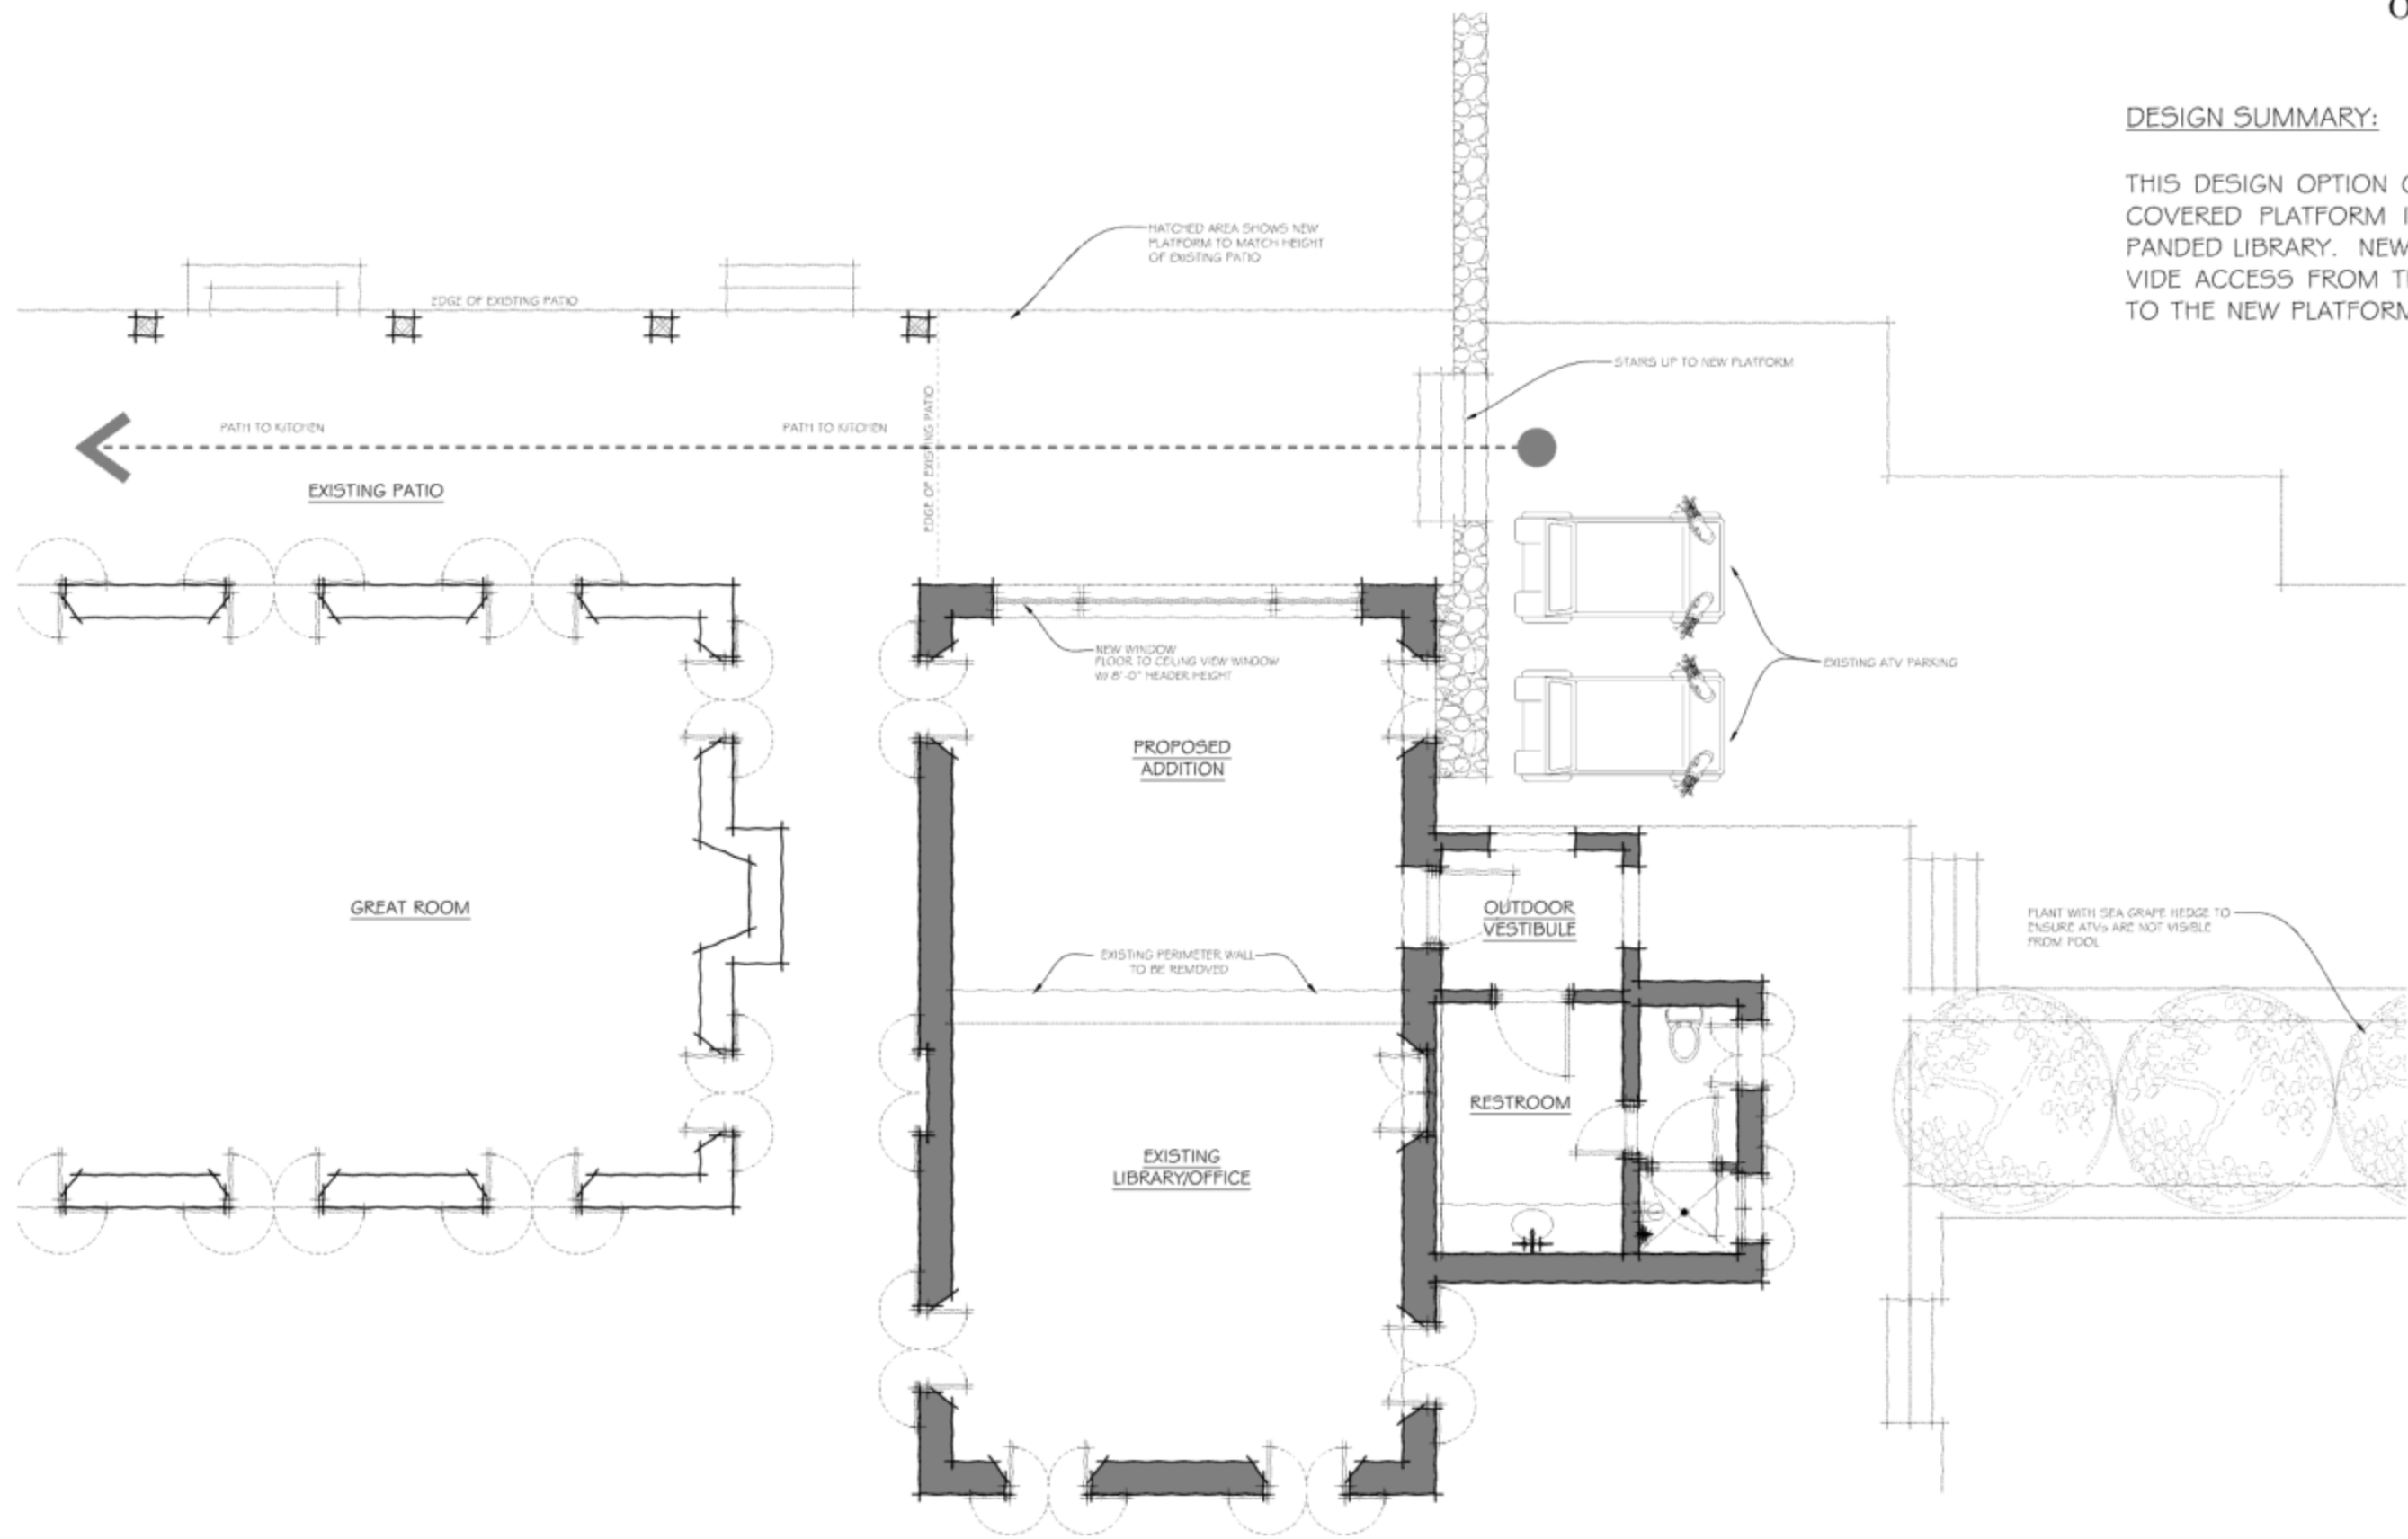 DESIGN SUMMARY:
THIS DESIGN OPTION
COVERED PLATFORM
PANDED LIBRARY. NEW
VIDE ACCESS FROM
TO THE NEW PLATFORM
HATCHED AREA SHOWS NEW
PLATFORM TO MATCH HEIGHT
OF EXISTING PATIO
EDGE OF EXISTING PATIO
STAIRS UP TO NEW PLATFORM
PATH TO KITCHEN
PATH TO KITCHEN
EDGE OF EXISTING PATIO
EXISTING PATIO
NEW WINDOW
FLOOR TO CEILING VIEW WINDOW
W/ 8'-0" HEADER HEIGHT
EXISTING ATV PARKING
PROPOSED
ADDITION
GREAT ROOM
OUTDOOR
VESTIBULE
PLANT WITH SEA GRAPE HEDGE TO
ENSURE ATVs ARE NOT VISIBLE
FROM POOL
EXISTING PERIMETER WALL
TO BE REMOVED
RESTROOM
EXISTING
LIBRARY/OFFICE